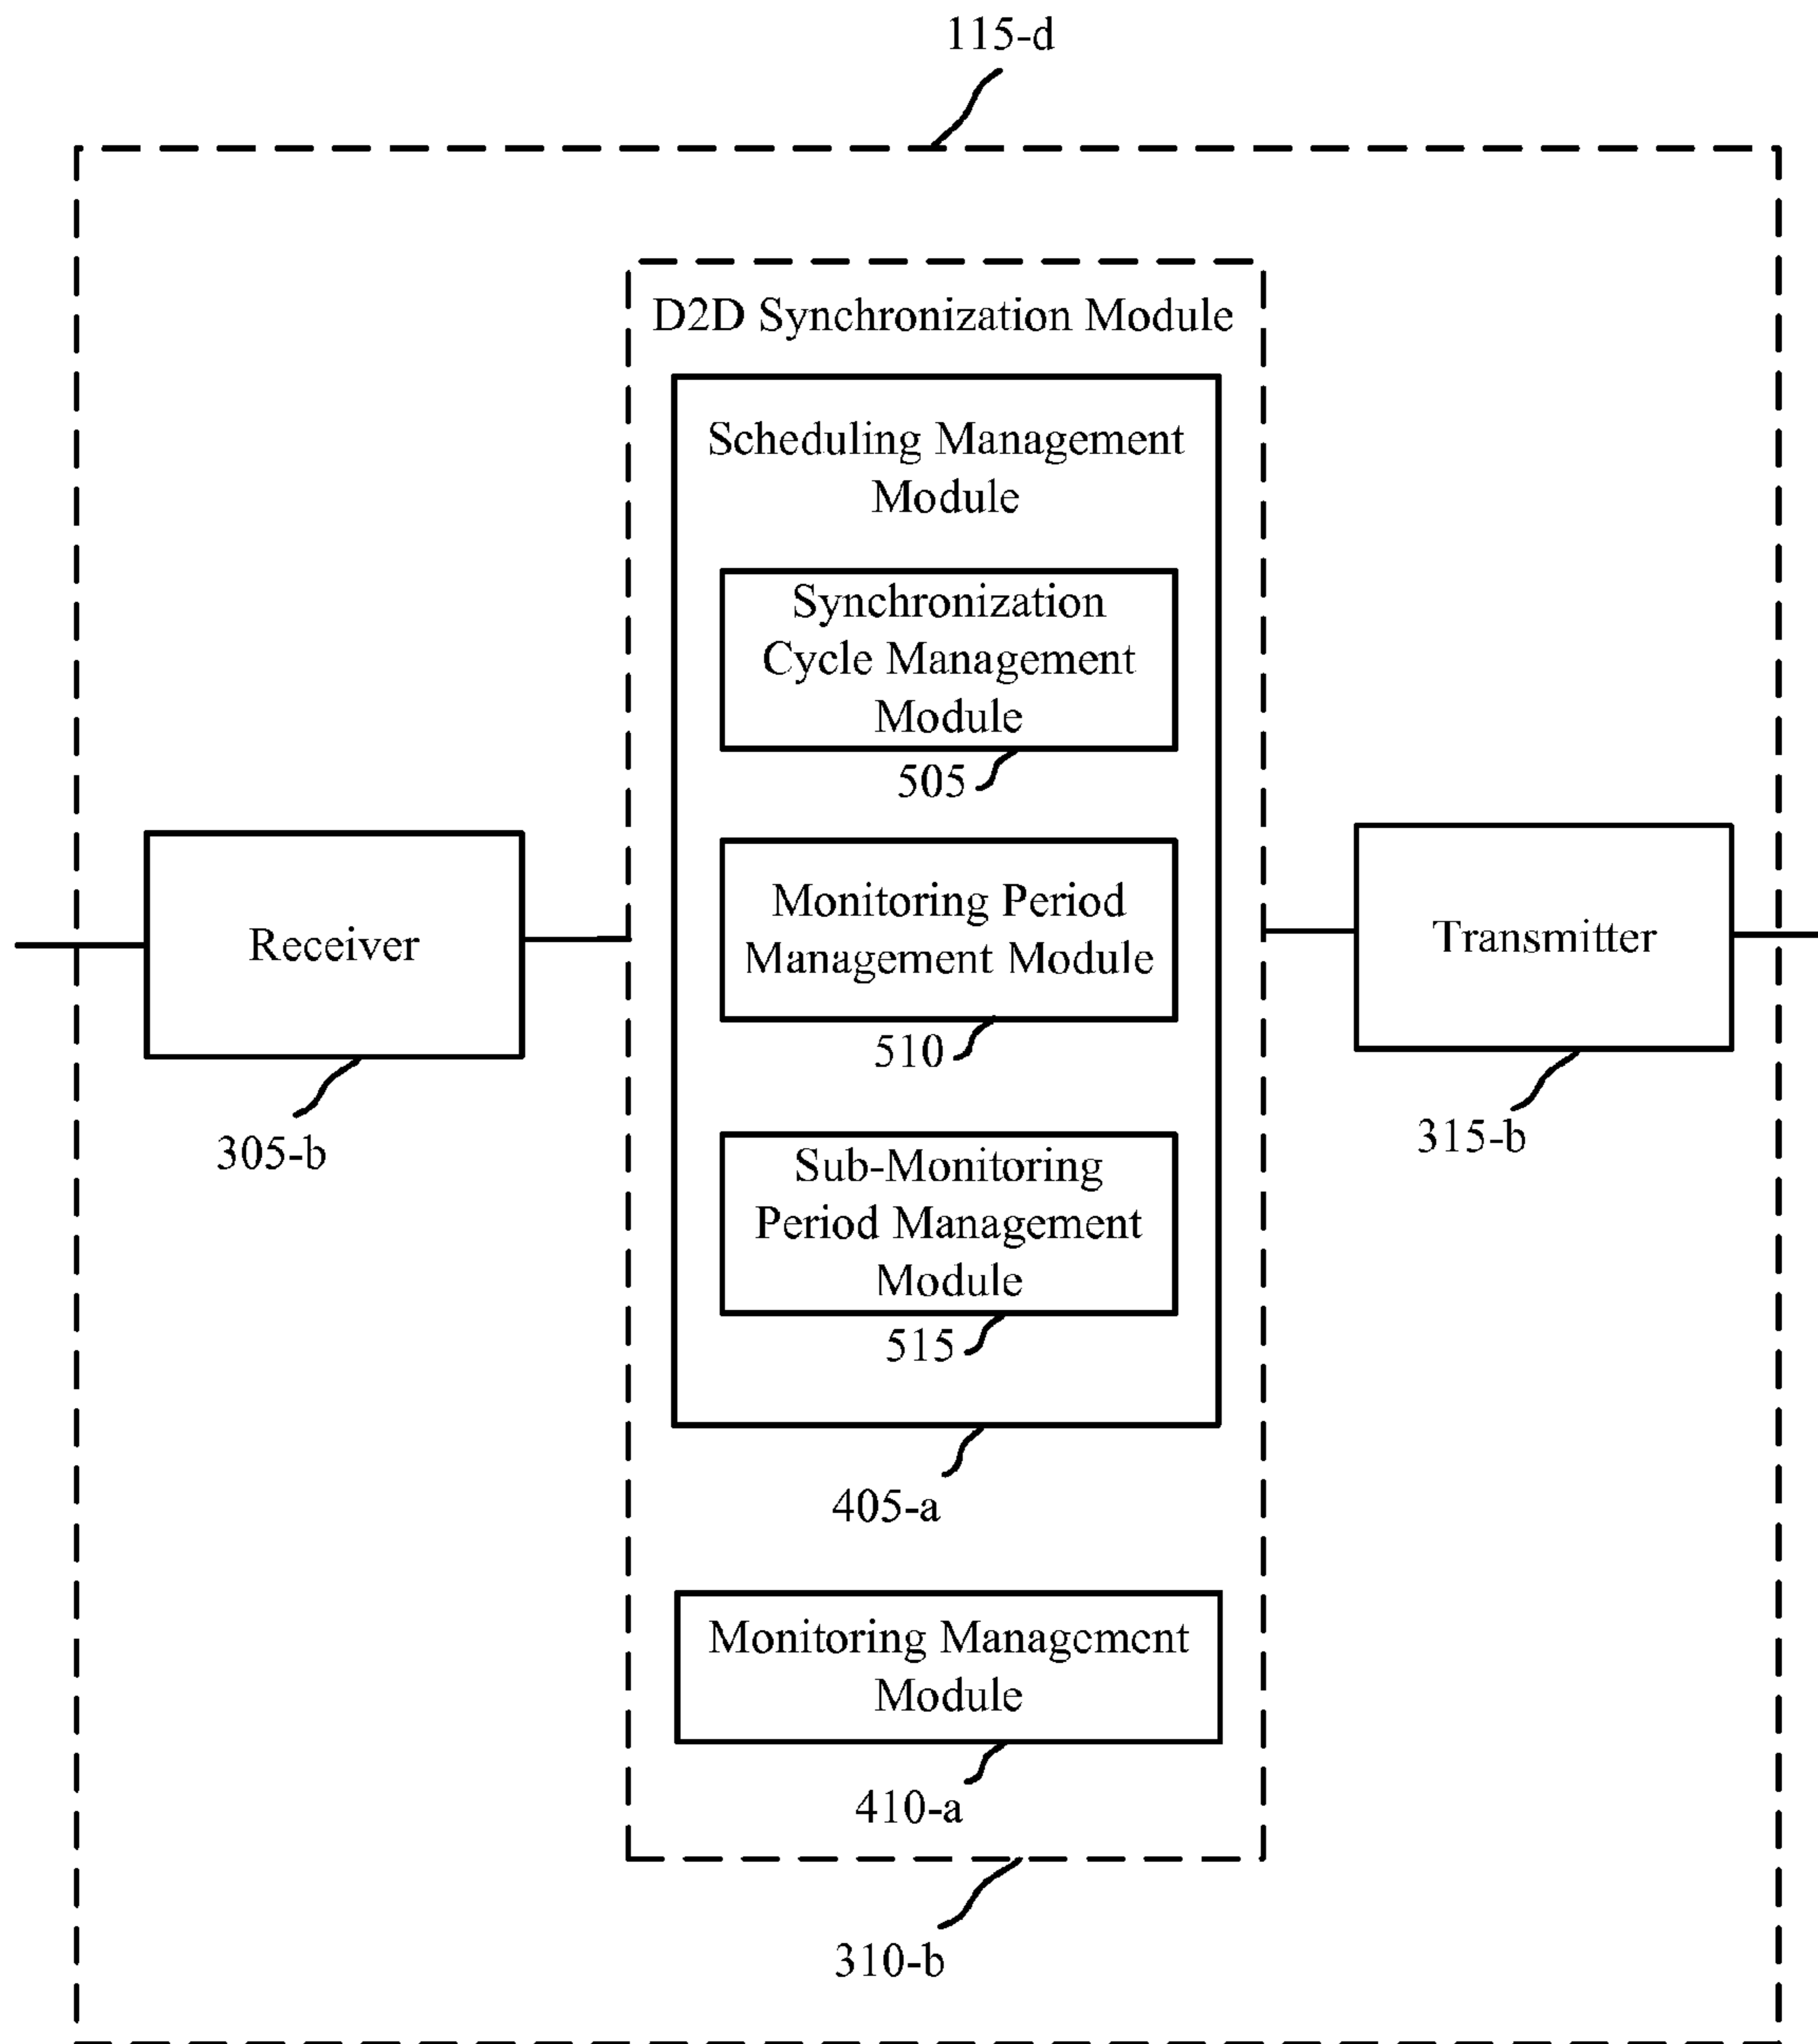 115-d
D2D Synchronization Module
Scheduling Management
Module
Synchronization
Cycle Management
Module
505
Monitoring Period
Management Module
510
Sub-Monitoring
Period Management
Module
515
405-a
Monitoring Management
Module
410-a
310-b
Receiver
305-b
Transmitter
315-b